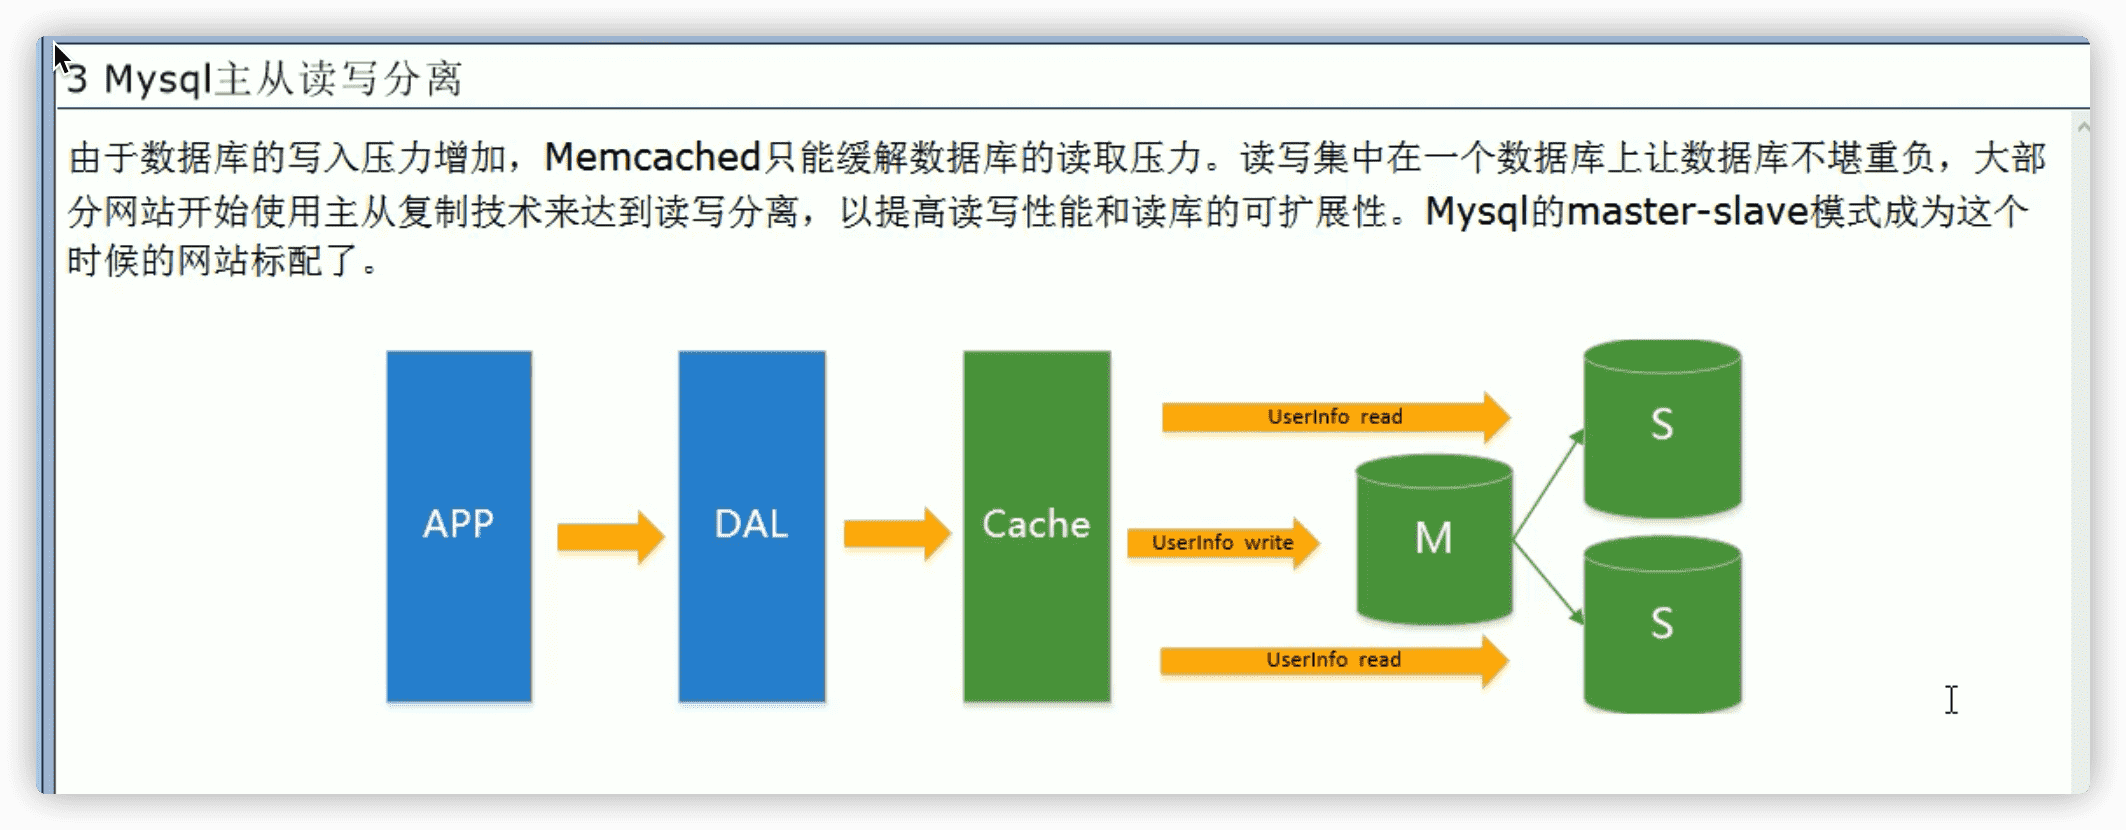 3 Mysql主从读写分离
由于数据库的写入压力增加，Memcached只能缓解数据库的读取压力。读写集中在一个数据库上让数据库不堪重负，大部
分网站开始使用主从复制技术来达到读写分离，以提高读写性能和读库的可扩展性。Mysql的master-slave模式成为这个
时候的网站标配了。
UserInfo read
S
APP
DAL
Cache
UserInfo write
M
UserInfo read
S